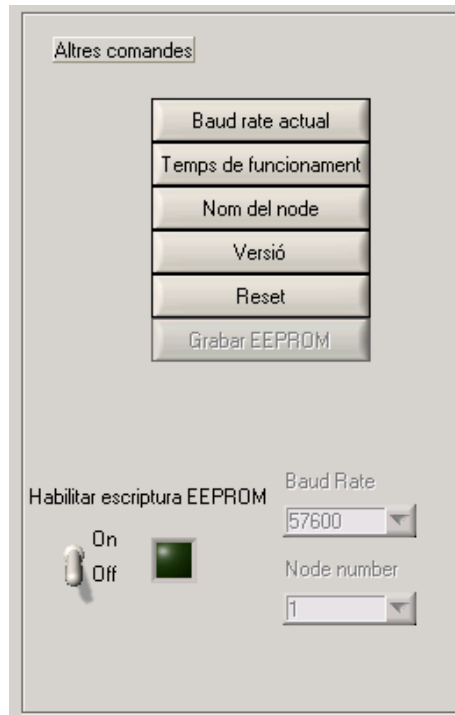 Altres comandes
Baud rate actual
Temps de funcionament
Nom del node
Versió
Reset
Grabar EEPROM
Habilitar escriptura EEPROM
On
Off
Baud Rate
57600
Node number
1